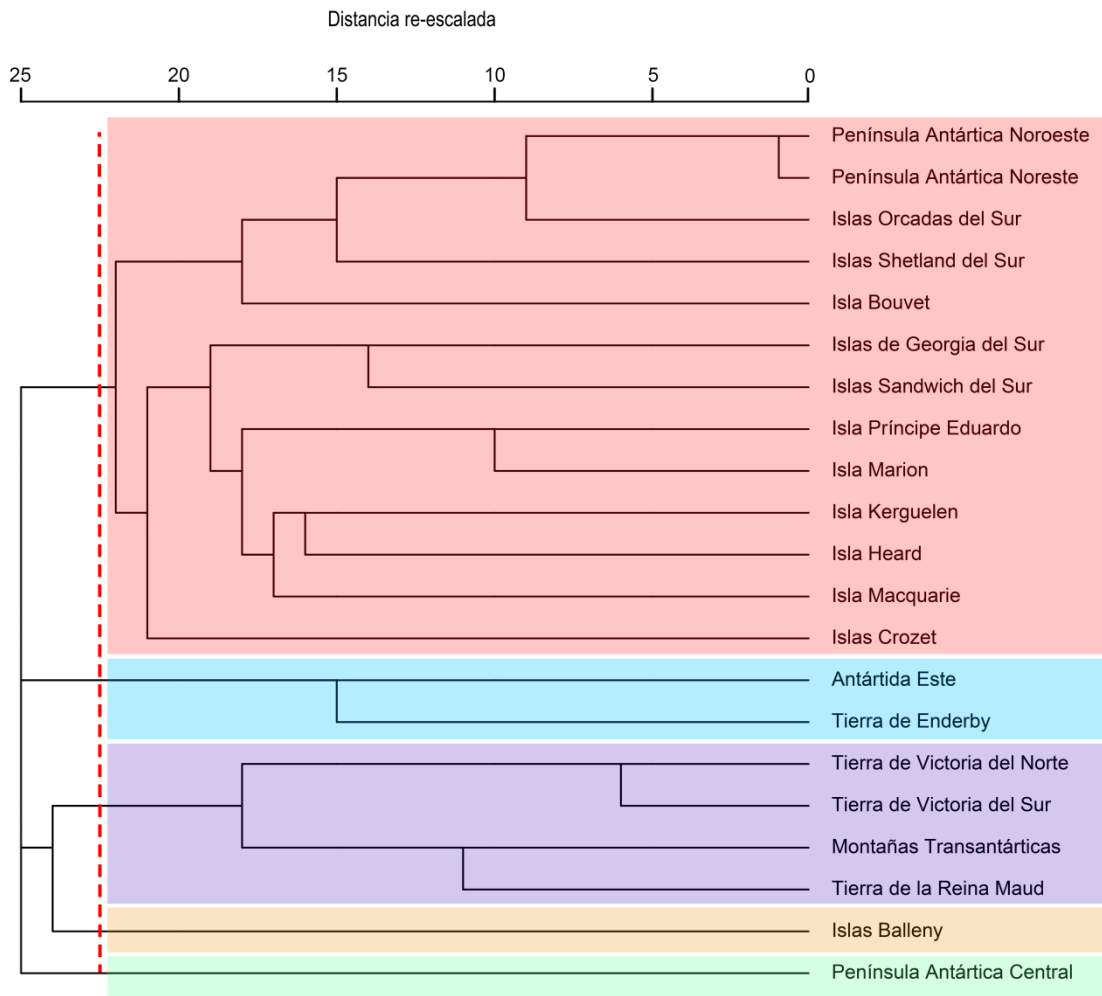 Distancia re-escalada
25 20 15 10 5 0
Península Antártica Noroeste
Península Antártica Noreste
Islas Orcadas del Sur
Islas Shetland del Sur
Isla Bouvet
Islas de Georgia del Sur
Islas Sandwich del Sur
Isla Príncipe Eduardo
Isla Marion
Isla Kerguelen
Isla Heard
Isla Macquarie
Islas Crozet
Antártida Este
Tierra de Enderby
Tierra de Victoria del Norte
Tierra de Victoria del Sur
Montañas Transantárticas
Tierra de la Reina Maud
Islas Balleny
Península Antártica Central